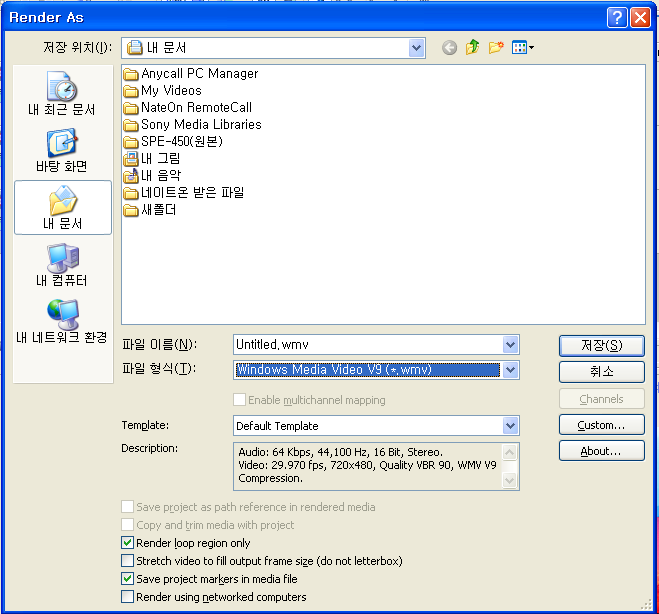 Render As
저장 위치(I):
내 문서
내 최근 문서
바탕 화면
내 문서
내 컴퓨터
내 네트워크 환경
Anycall PC Manager
My Videos
NateOn RemoteCall
Sony Media Libraries
SPE-450(원본)
내 그림
내 음악
네이트온 받은 파일
새폴더
파일 이름(N):
Untitled.wmv
저장(S)
파일 형식(T):
Windows Media Video V9 (*.wmv)
취소
Enable multichannel mapping
Channels
Template:
Default Template
Custom...
Description:
Audio: 64 Kbps, 44,100 Hz, 16 Bit, Stereo.
Video: 29.970 fps, 720x480, Quality VBR 90, WMV V9
Compression.
About...
Save project as path reference in rendered media
Copy and trim media with project
Render loop region only
Stretch video to fill output frame size (do not letterbox)
Save project markers in media file
Render using networked computers